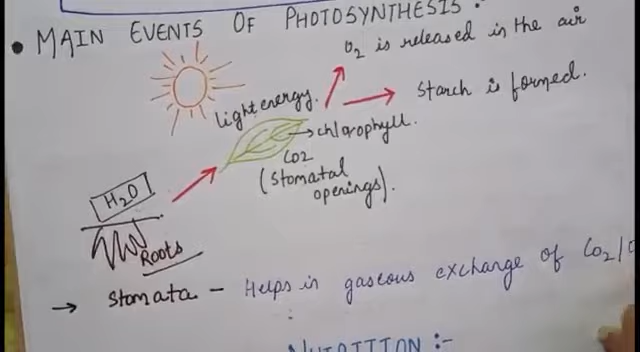 • MAIN EVENTS OF PHOTOSYNTHESIS :-
O2 is released in the air
light energy.
Starch is formed.
→ chlorophyll.
CO2
(Stomatal
openings).
H2O
Roots
→ Stomata - Helps in gaseous exchange of CO2/
NUTRITION :-